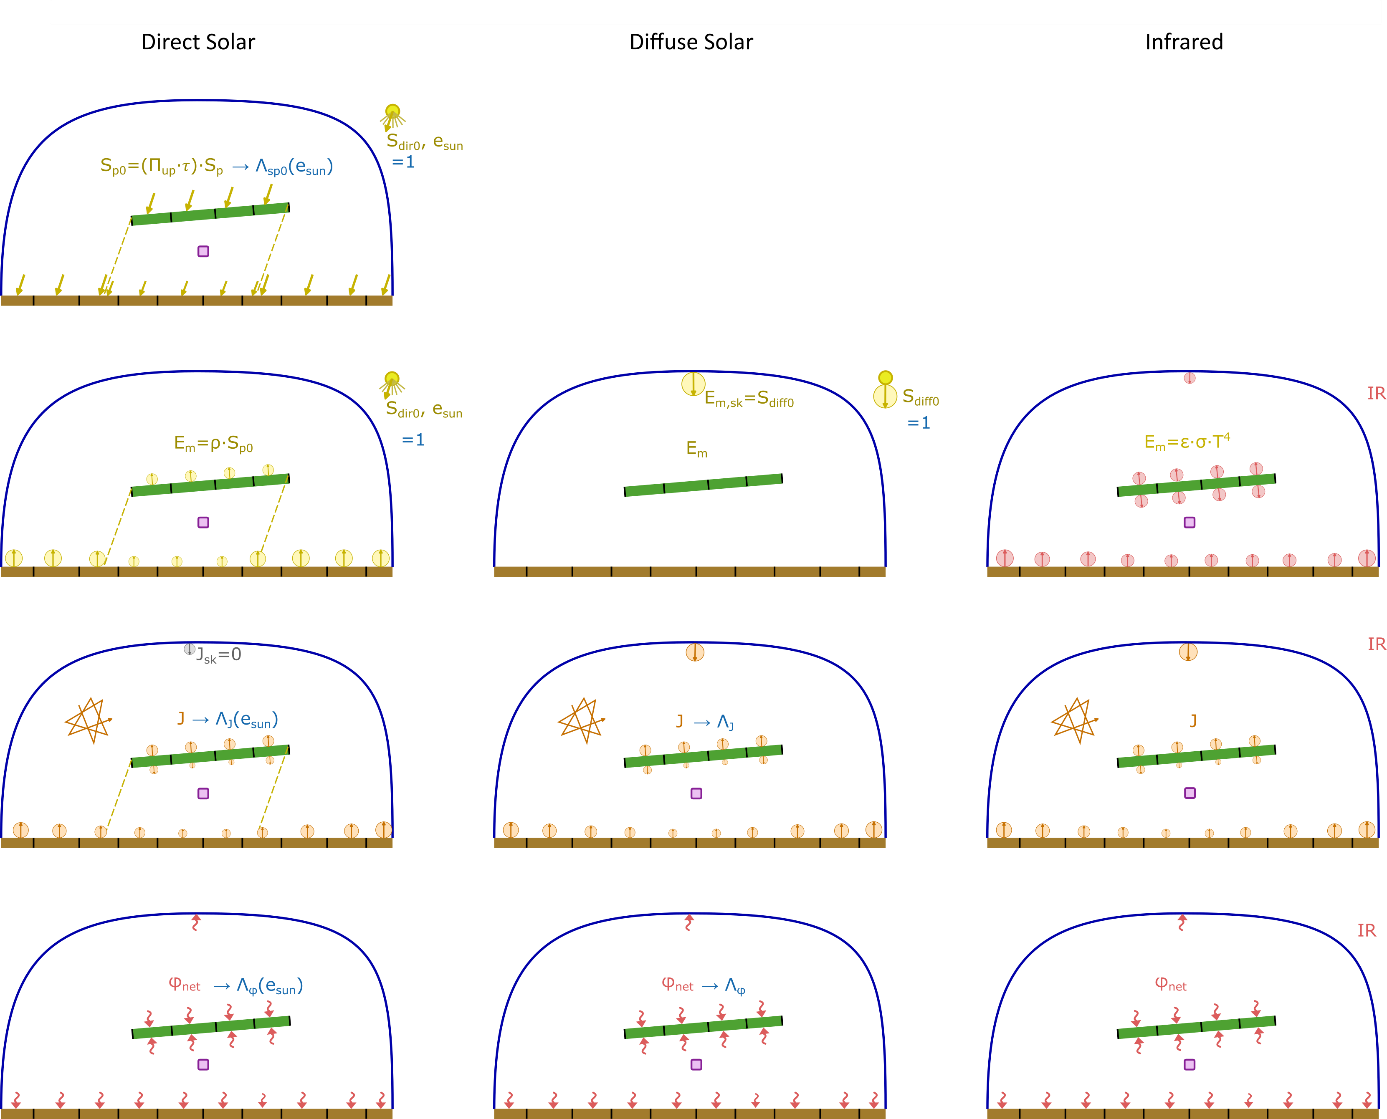 Direct Solar
Diffuse Solar
Infrared
S_dir0, e_sun
=1
S_p0=(Π_up·τ)·S_p → Λ_sp0(e_sun)
S_dir0, e_sun
=1
E_m=ρ·S_p0
E_m,sk=S_diff0
S_diff0
=1
E_m
IR
E_m=ε·σ·T⁴
J_sk=0
J → Λ_J(e_sun)
J → Λ_J
IR
J
φ_net → Λ_φ(e_sun)
φ_net → Λ_φ
IR
φ_net